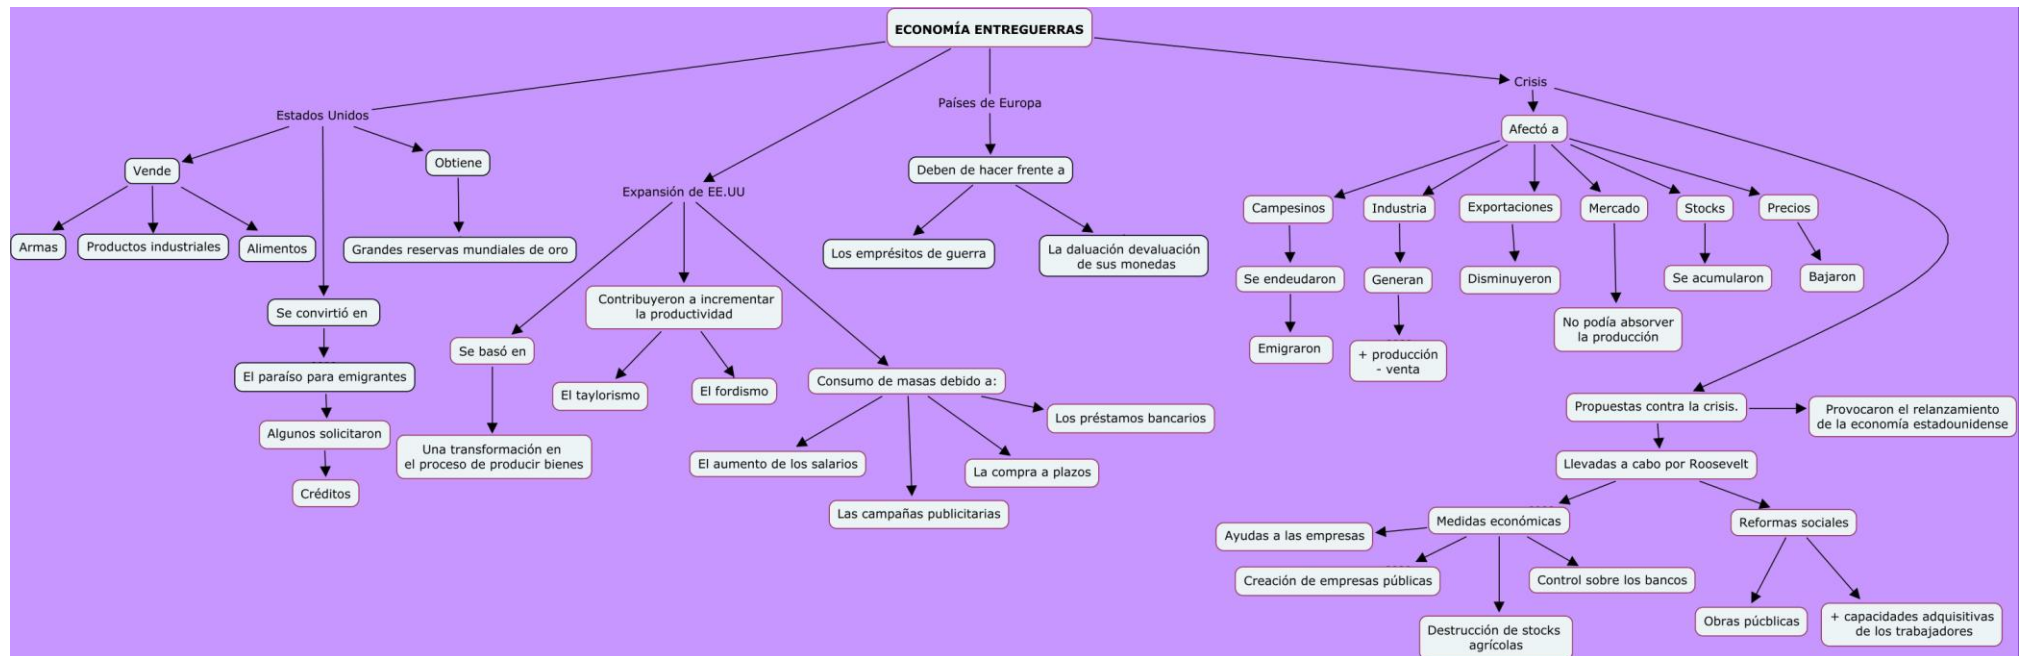 ECONOMÍA ENTREGUERRAS
Estados Unidos
Vende
Armas
Productos industriales
Alimentos
Se convirtió en
El paraíso para emigrantes
Algunos solicitaron
Créditos
Obtiene
Grandes reservas mundiales de oro
Expansión de EE.UU
Se basó en
Una transformación en
el proceso de producir bienes
Contribuyeron a incrementar
la productividad
El taylorismo
El fordismo
Consumo de masas debido a:
El aumento de los salarios
Las campañas publicitarias
La compra a plazos
Los préstamos bancarios
Países de Europa
Deben de hacer frente a
Los emprésitos de guerra
La daluación devaluación
de sus monedas
Crisis
Afectó a
Campesinos
Se endeudaron
Emigraron
Industria
Generan
+ producción
- venta
Exportaciones
Disminuyeron
Mercado
No podía absorver
la producción
Stocks
Se acumularon
Precios
Bajaron
Propuestas contra la crisis.
Provocaron el relanzamiento
de la economía estadounidense
Llevadas a cabo por Roosevelt
Medidas económicas
Ayudas a las empresas
Creación de empresas públicas
Destrucción de stocks
agrícolas
Control sobre los bancos
Reformas sociales
Obras púcblicas
+ capacidades adquisitivas
de los trabajadores